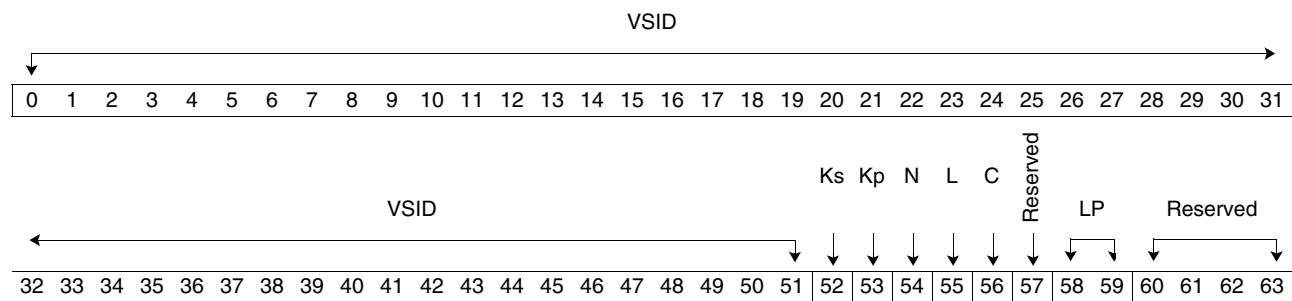 VSID
0 1 2 3 4 5 6 7 8 9 10 11 12 13 14 15 16 17 18 19 20 21 22 23 24 25 26 27 28 29 30 31
Ks Kp N L C Reserved
VSID LP Reserved
32 33 34 35 36 37 38 39 40 41 42 43 44 45 46 47 48 49 50 51 52 53 54 55 56 57 58 59 60 61 62 63